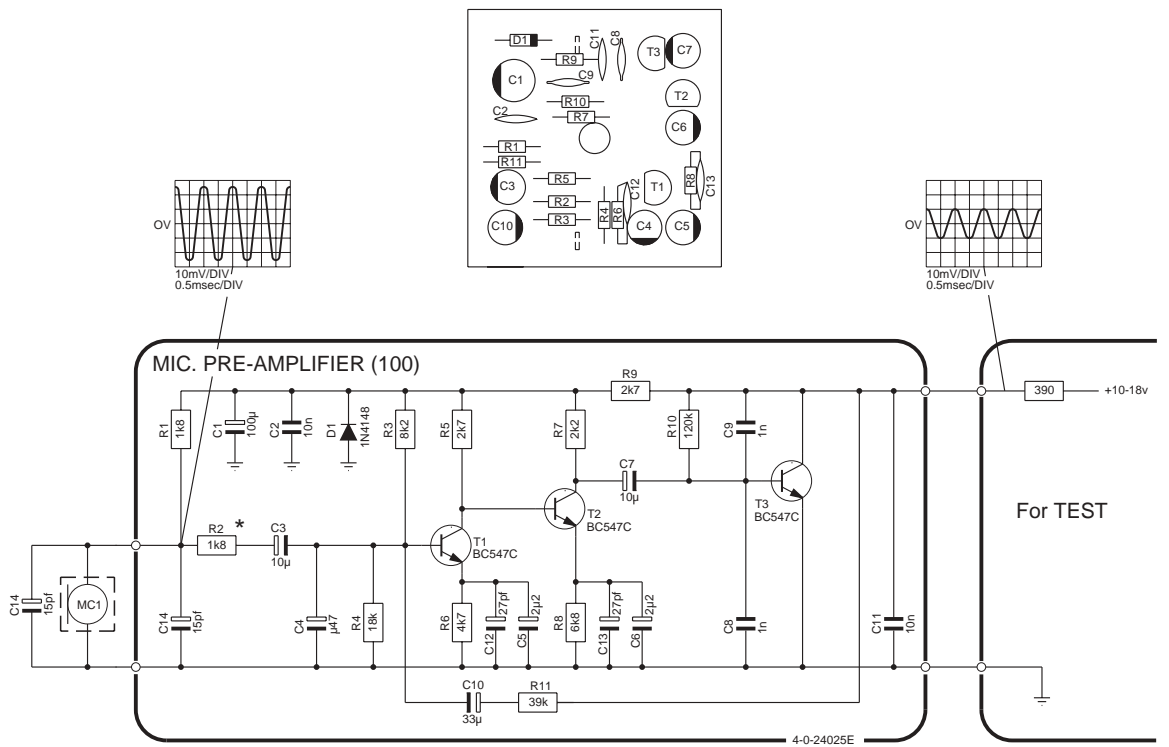 D1
C11
C8
T3
C7
R9
C1
C9
T2
R10
C2
R7
C6
R1
R11
C3
R5
C12
T1
R8
C13
R2
R4
R6
C10
R3
C4
C5
OV
10mV/DIV
0.5msec/DIV
OV
10mV/DIV
0.5msec/DIV
MIC. PRE-AMPLIFIER (100)
R9
2k7
390
+10-18v
R1
1k8
C1
100µ
C2
10n
D1
1N4148
R3
8k2
R5
2k7
R7
2k2
R10
120k
C9
1n
C7
10µ
T3
BC547C
T2
BC547C
For TEST
R2 *
1k8
C3
10µ
T1
BC547C
C14
15pf
MC1
C14
15pf
C4
µ47
R4
18k
R6
4k7
C12
27pf
C5
2µ2
R8
6k8
C13
27pf
C6
2µ2
C8
1n
C11
10n
C10
33µ
R11
39k
4-0-24025E